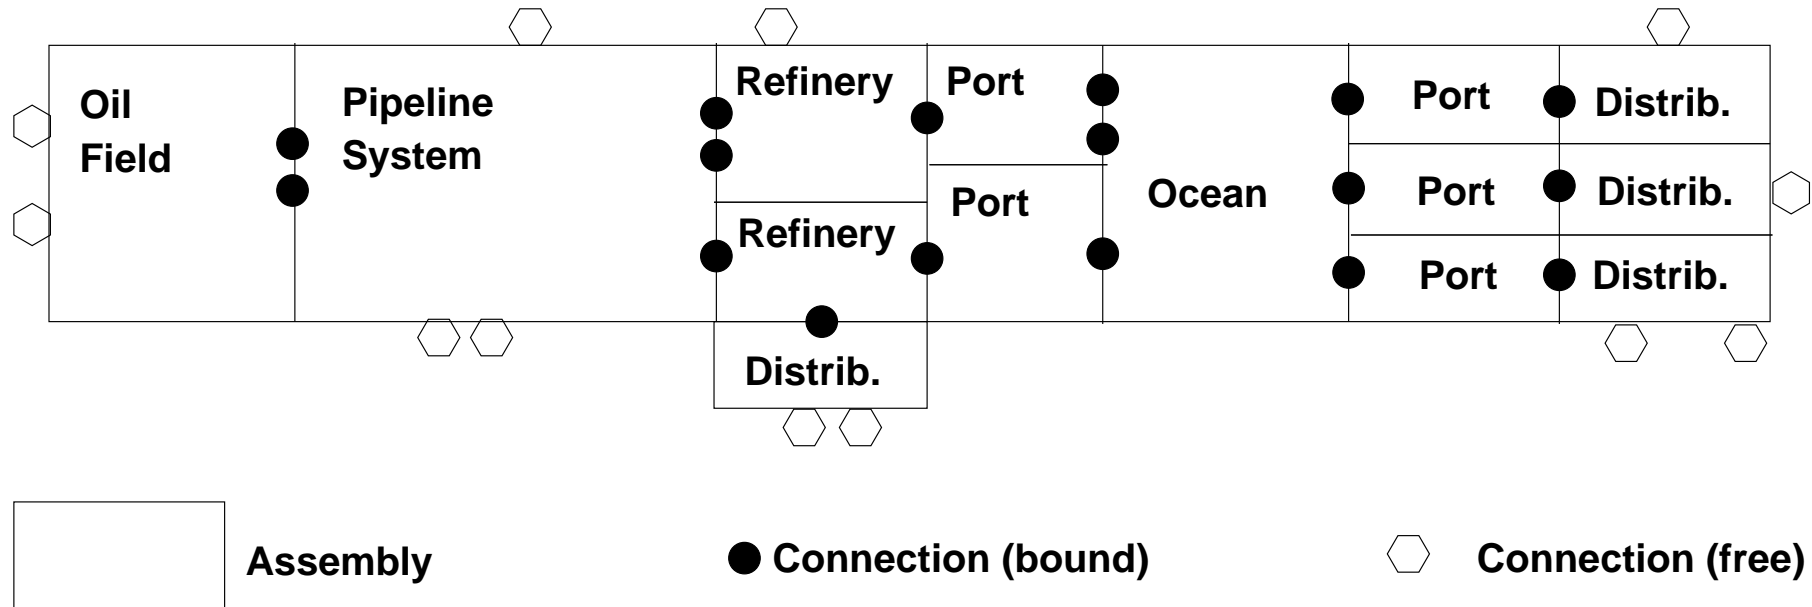 Oil
Field
Pipeline
System
Refinery
Refinery
Distrib.
Port
Port
Ocean
Port
Port
Port
Distrib.
Distrib.
Distrib.
Assembly
Connection (bound)
Connection (free)